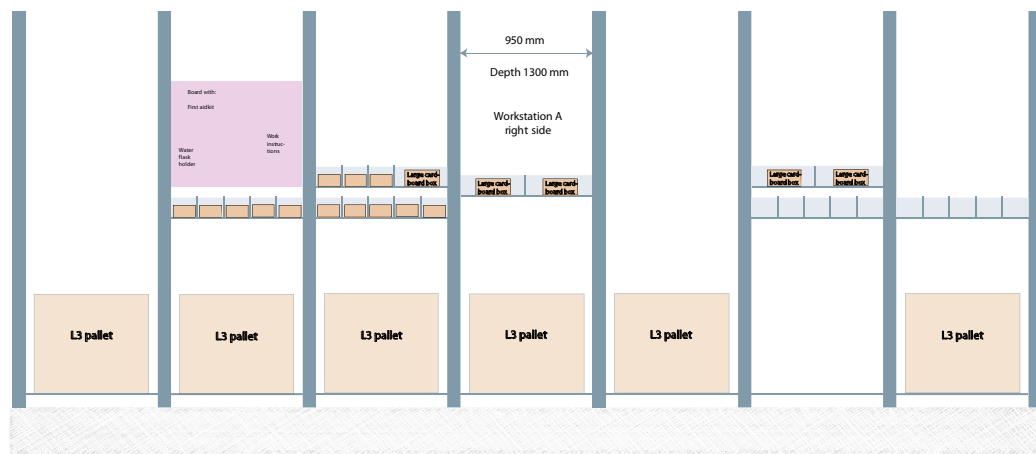 950 mm
Depth 1300 mm
Workstation A
right side
Board with:
First aidkit
Work
instruc-
tions
Water
flask
holder
Large card-
board box
Large card-
board box
Large card-
board box
Large card-
board box
Large card-
board box
L3 pallet
L3 pallet
L3 pallet
L3 pallet
L3 pallet
L3 pallet